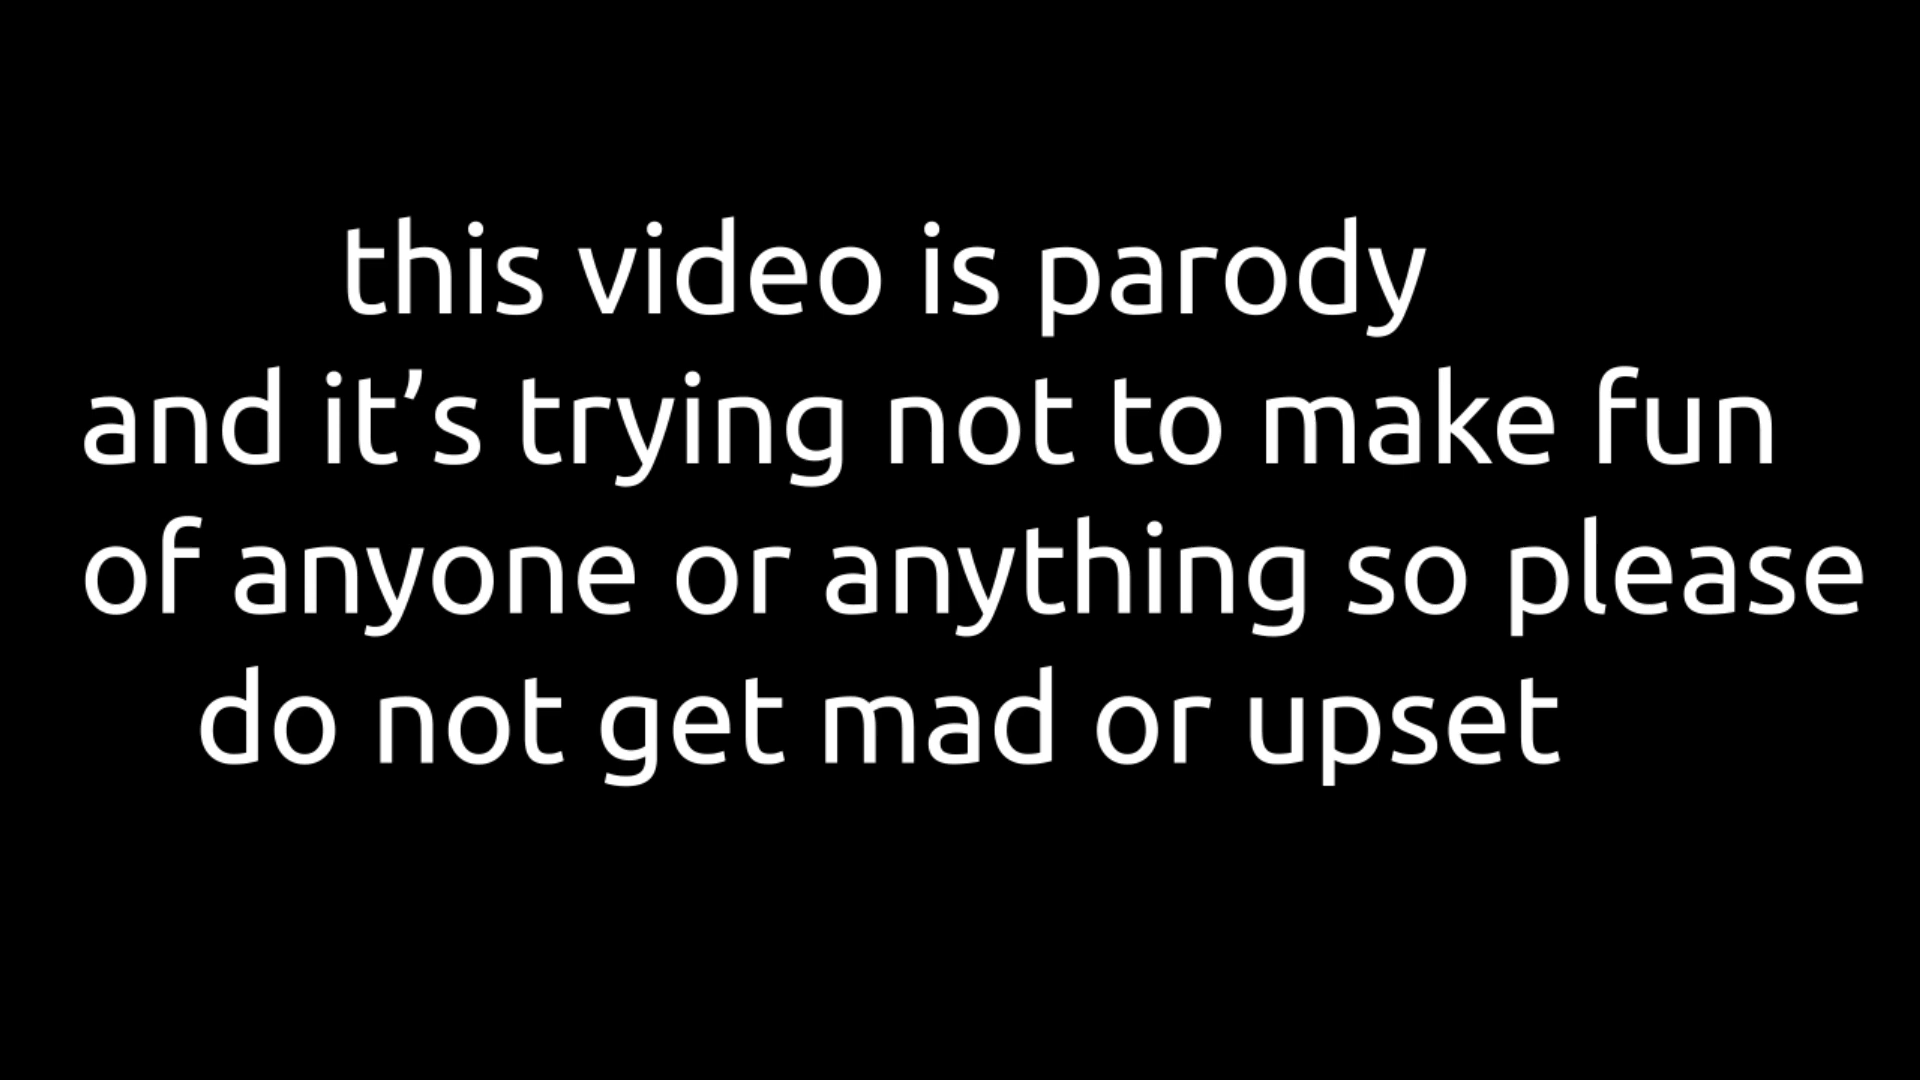 this video is parody
and it’s trying not to make fun
of anyone or anything so please
do not get mad or upset